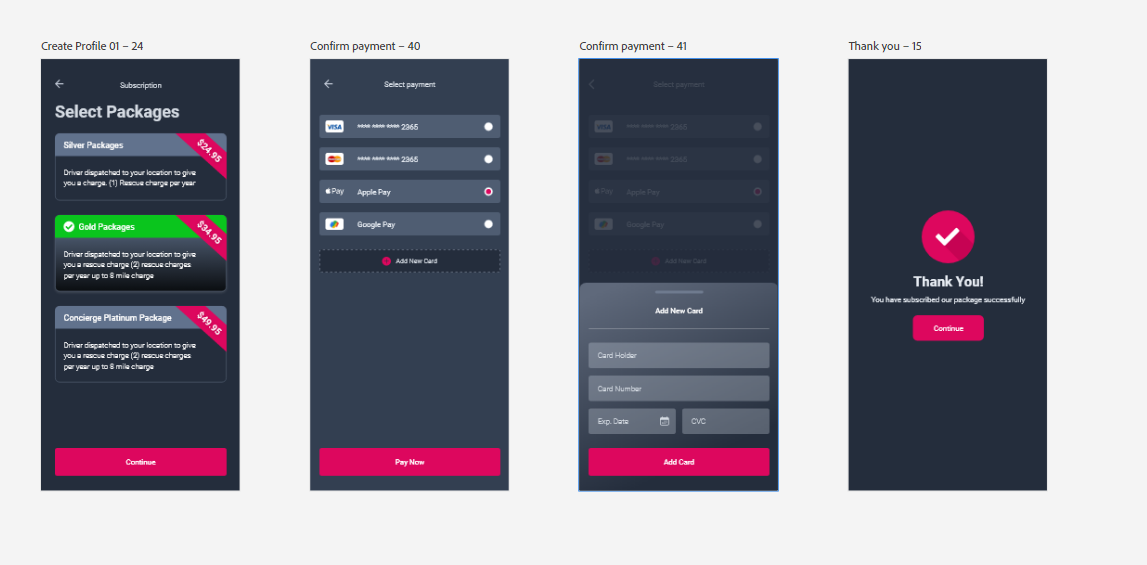 Create Profile 01 – 24
Subscription
Select Packages
Silver Packages
$24.95
Driver dispatched to your location to give
you a charge. (1) Rescue charge per year
Gold Packages
$34.95
Driver dispatched to your location to give
you a rescue charge (2) rescue charges
per year up to 8 mile charge
Concierge Platinum Package
$49.95
Driver dispatched to your location to give
you a rescue charge (2) rescue charges
per year up to 8 mile charge
Continue
Confirm payment – 40
Select payment
VISA
**** **** **** 2365
**** **** **** 2365
Pay
Apple Pay
Google Pay
Add New Card
Pay Now
Confirm payment – 41
Select payment
VISA
**** **** **** 2365
**** **** **** 2365
Pay
Apple Pay
Google Pay
Add New Card
Add New Card
Card Holder
Card Number
Exp. Date
CVC
Add Card
Thank you – 15
Thank You!
You have subscribed our package successfully
Continue